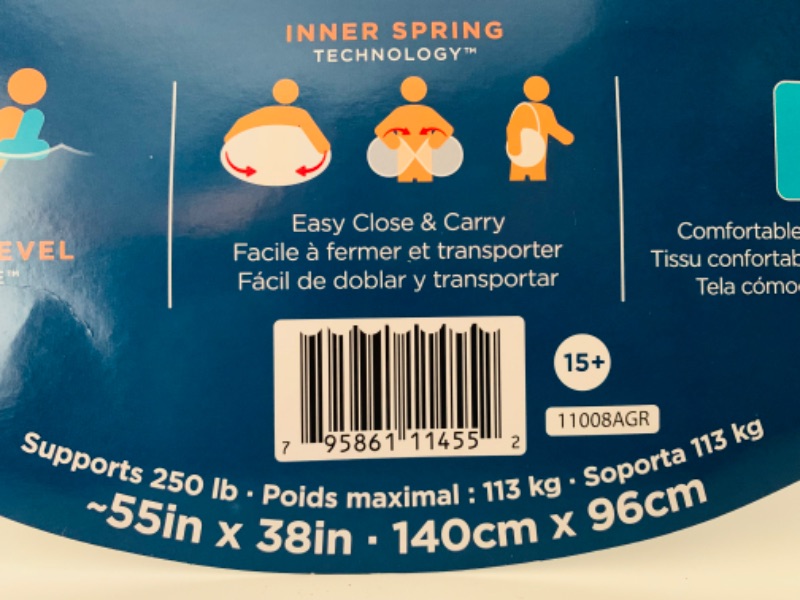 INNER SPRING
TECHNOLOGY™
EVEL
E™
Easy Close & Carry
Facile à fermer et transporter
Fácil de doblar y transportar
Comfortable
Tissu confortab
Tela cómo
15+
11008AGR
7 95861 11455 2
Supports 250 lb · Poids maximal : 113 kg · Soporta 113 kg
~55in x 38in · 140cm x 96cm